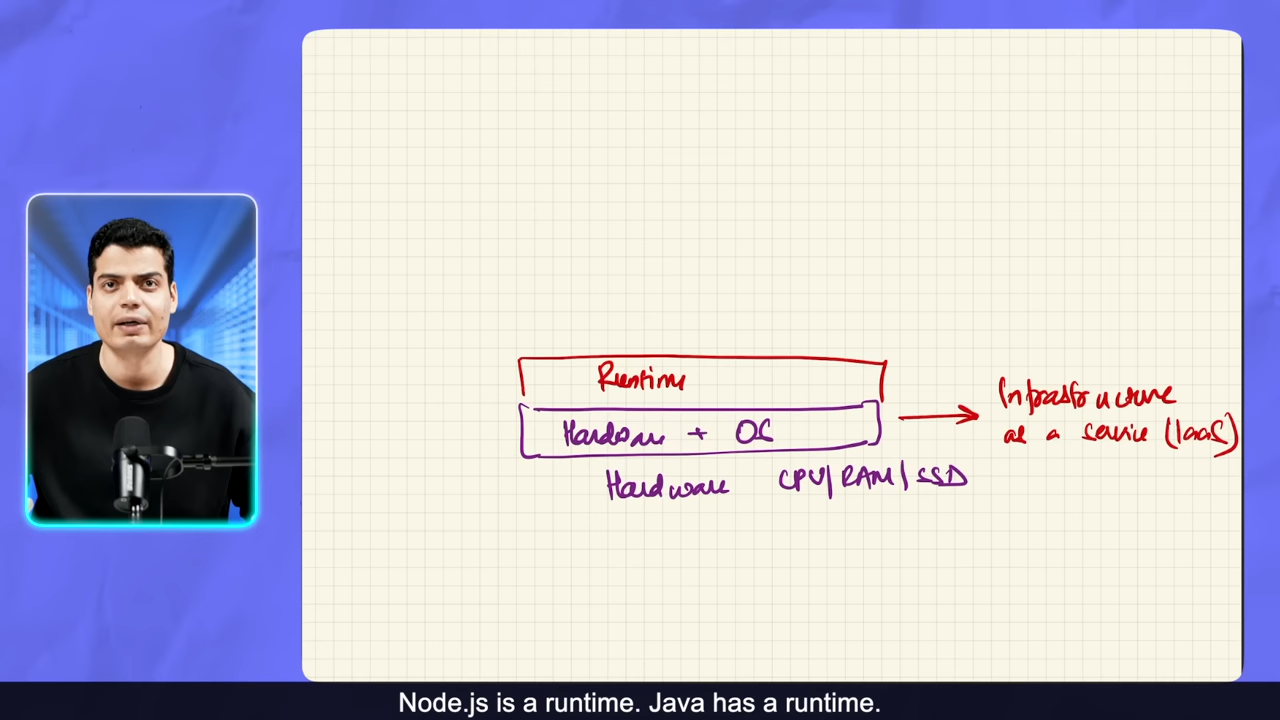 Runtime
Hardware + OS
Hardware CPU/RAM/SSD
Infrastructure
as a service (IaaS)
Node.js is a runtime. Java has a runtime.